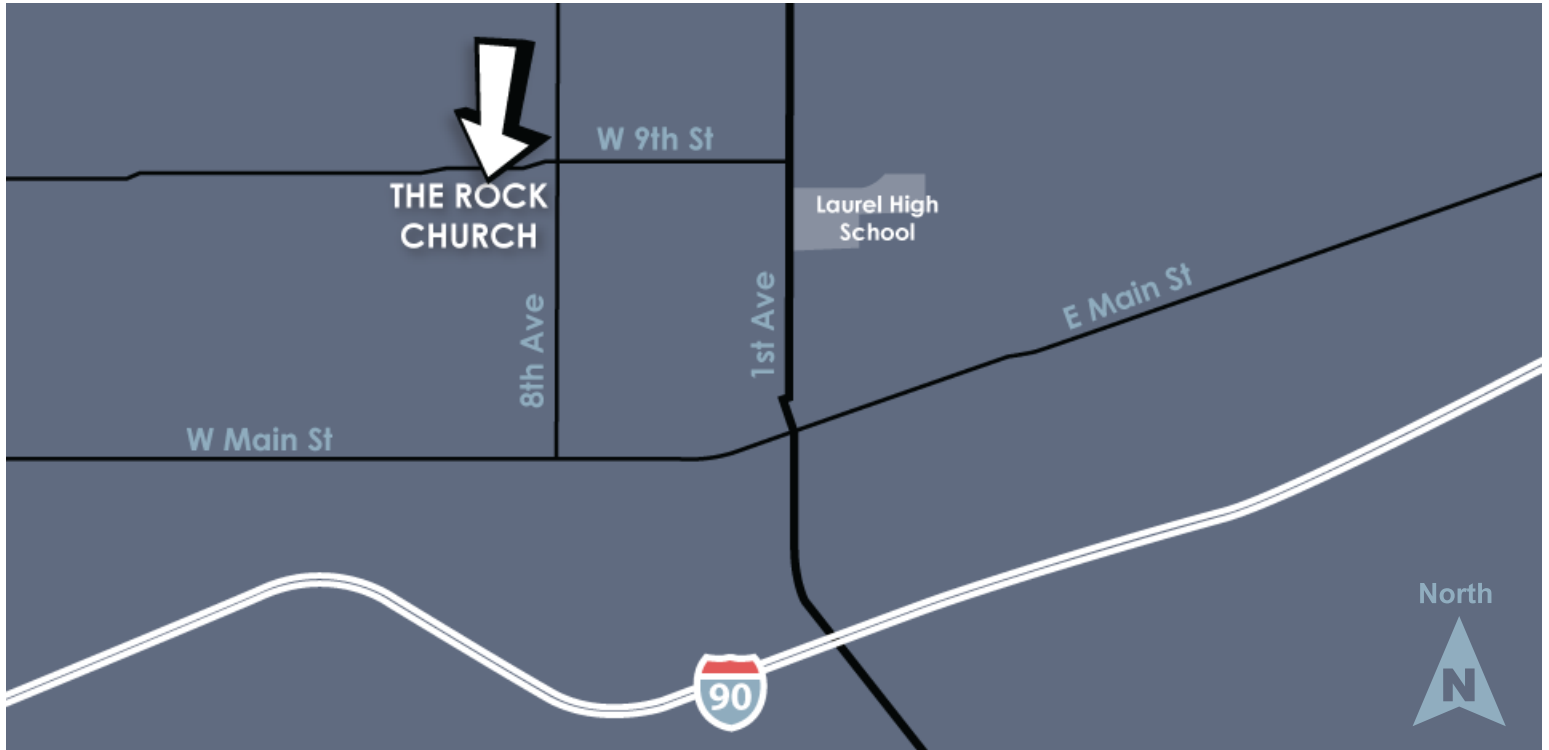 W 9th St
THE ROCK
CHURCH
Laurel High
School
8th Ave
1st Ave
E Main St
W Main St
North
N
90